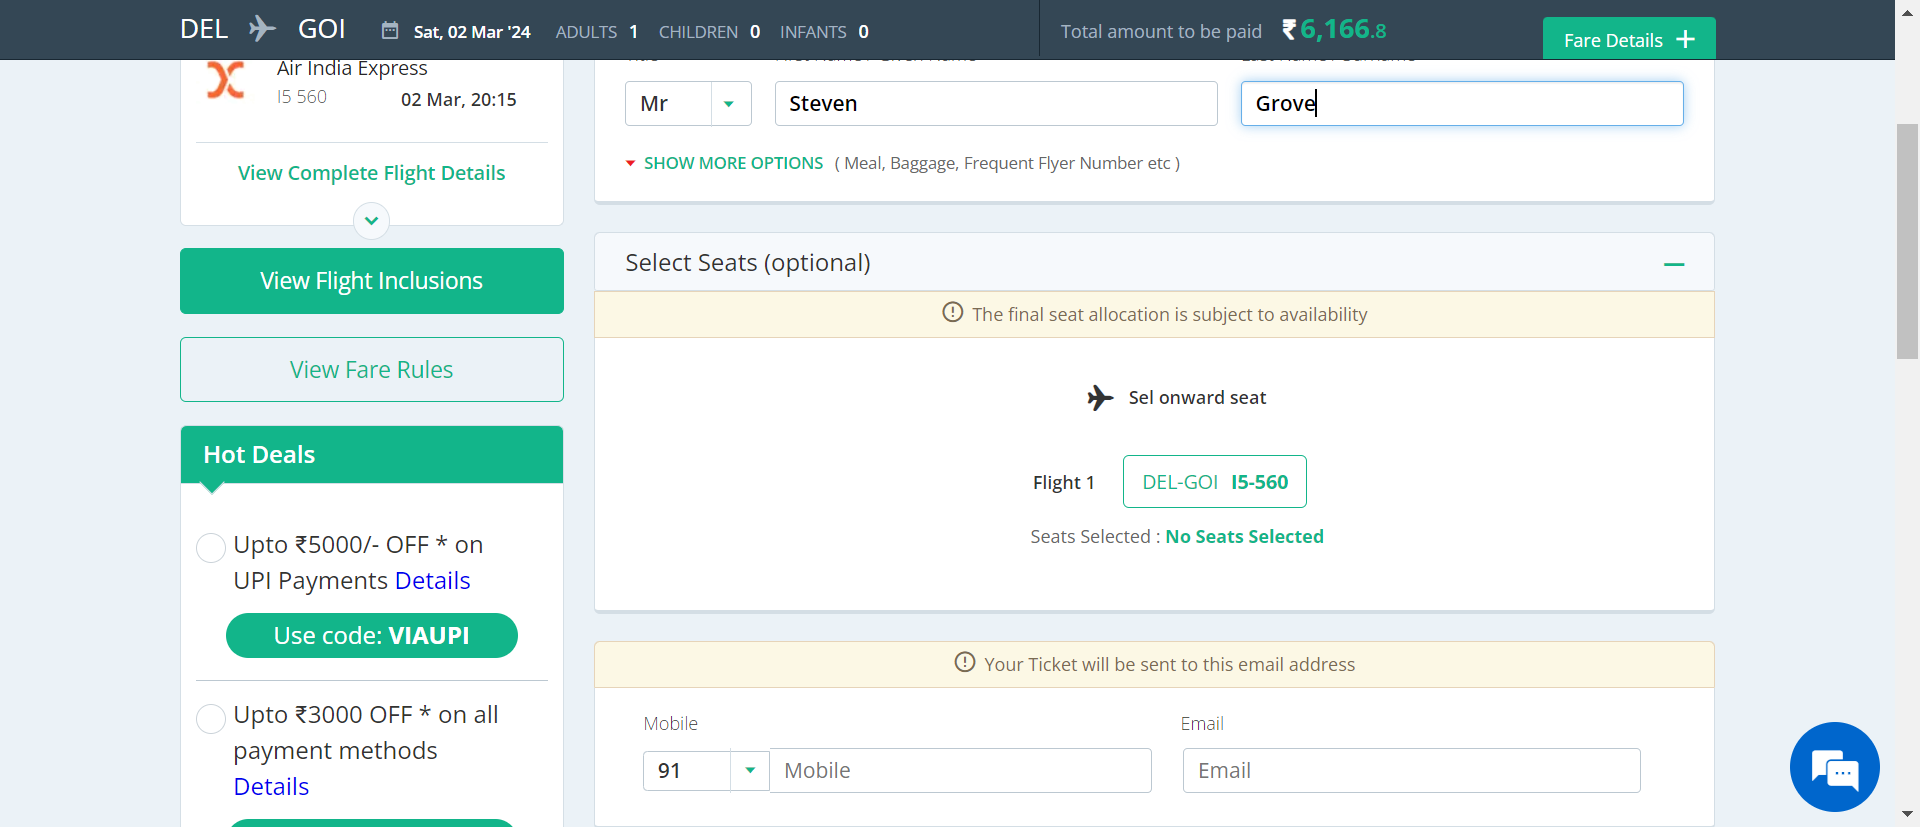 DEL GOI Sat, 02 Mar '24 ADULTS 1 CHILDREN 0 INFANTS 0 Total amount to be paid ₹6,166.8 Fare Details +
Air India Express
I5 560 02 Mar, 20:15
View Complete Flight Details
View Flight Inclusions
View Fare Rules
Hot Deals
Upto ₹5000/- OFF * on
UPI Payments Details
Use code: VIAUPI
Upto ₹3000 OFF * on all
payment methods
Details
Mr Steven Grove
SHOW MORE OPTIONS ( Meal, Baggage, Frequent Flyer Number etc )
Select Seats (optional)
The final seat allocation is subject to availability
Sel onward seat
Flight 1 DEL-GOI I5-560
Seats Selected : No Seats Selected
Your Ticket will be sent to this email address
Mobile Email
91 Mobile Email